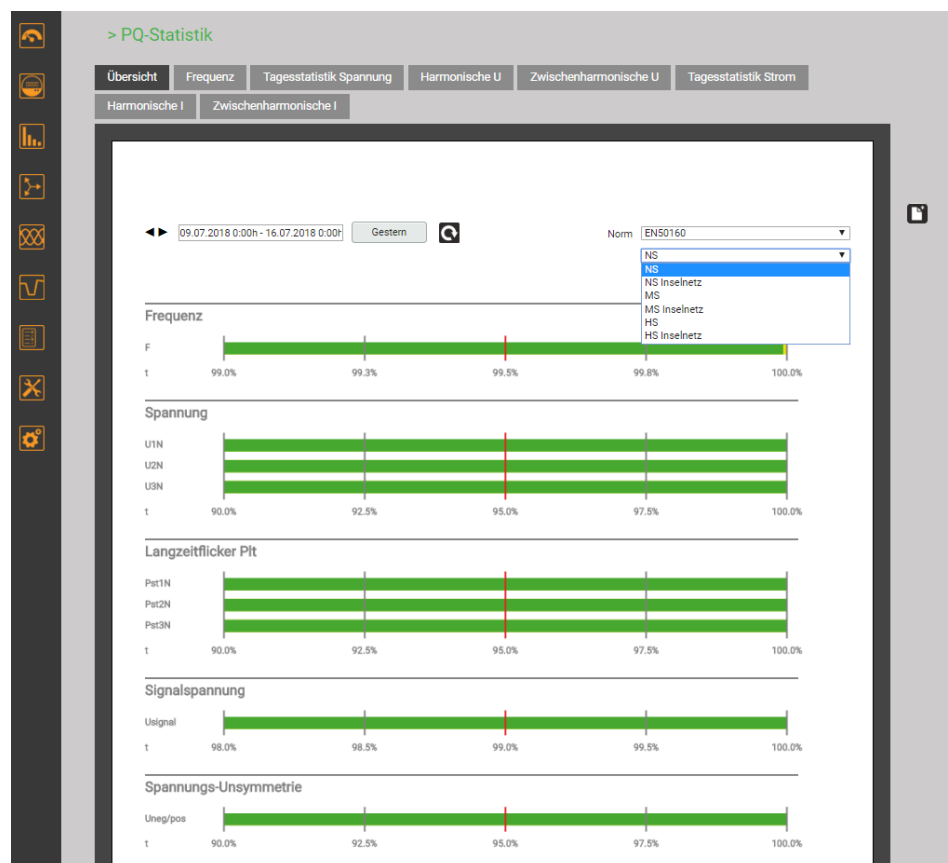 > PQ-Statistik
Übersicht Frequenz Tagesstatistik Spannung Harmonische U Zwischenharmonische U Tagesstatistik Strom
Harmonische I Zwischenharmonische I
09.07.2018 0:00h - 16.07.2018 0:00h Gestern Norm EN50160
NS
NS
NS Inselnetz
MS
MS Inselnetz
HS
HS Inselnetz
Frequenz
F
t 99.0% 99.3% 99.5% 99.8% 100.0%
Spannung
U1N
U2N
U3N
t 90.0% 92.5% 95.0% 97.5% 100.0%
Langzeitflicker Plt
Pst1N
Pst2N
Pst3N
t 90.0% 92.5% 95.0% 97.5% 100.0%
Signalspannung
Usignal
t 98.0% 98.5% 99.0% 99.5% 100.0%
Spannungs-Unsymmetrie
Uneg/pos
t 90.0% 92.5% 95.0% 97.5% 100.0%